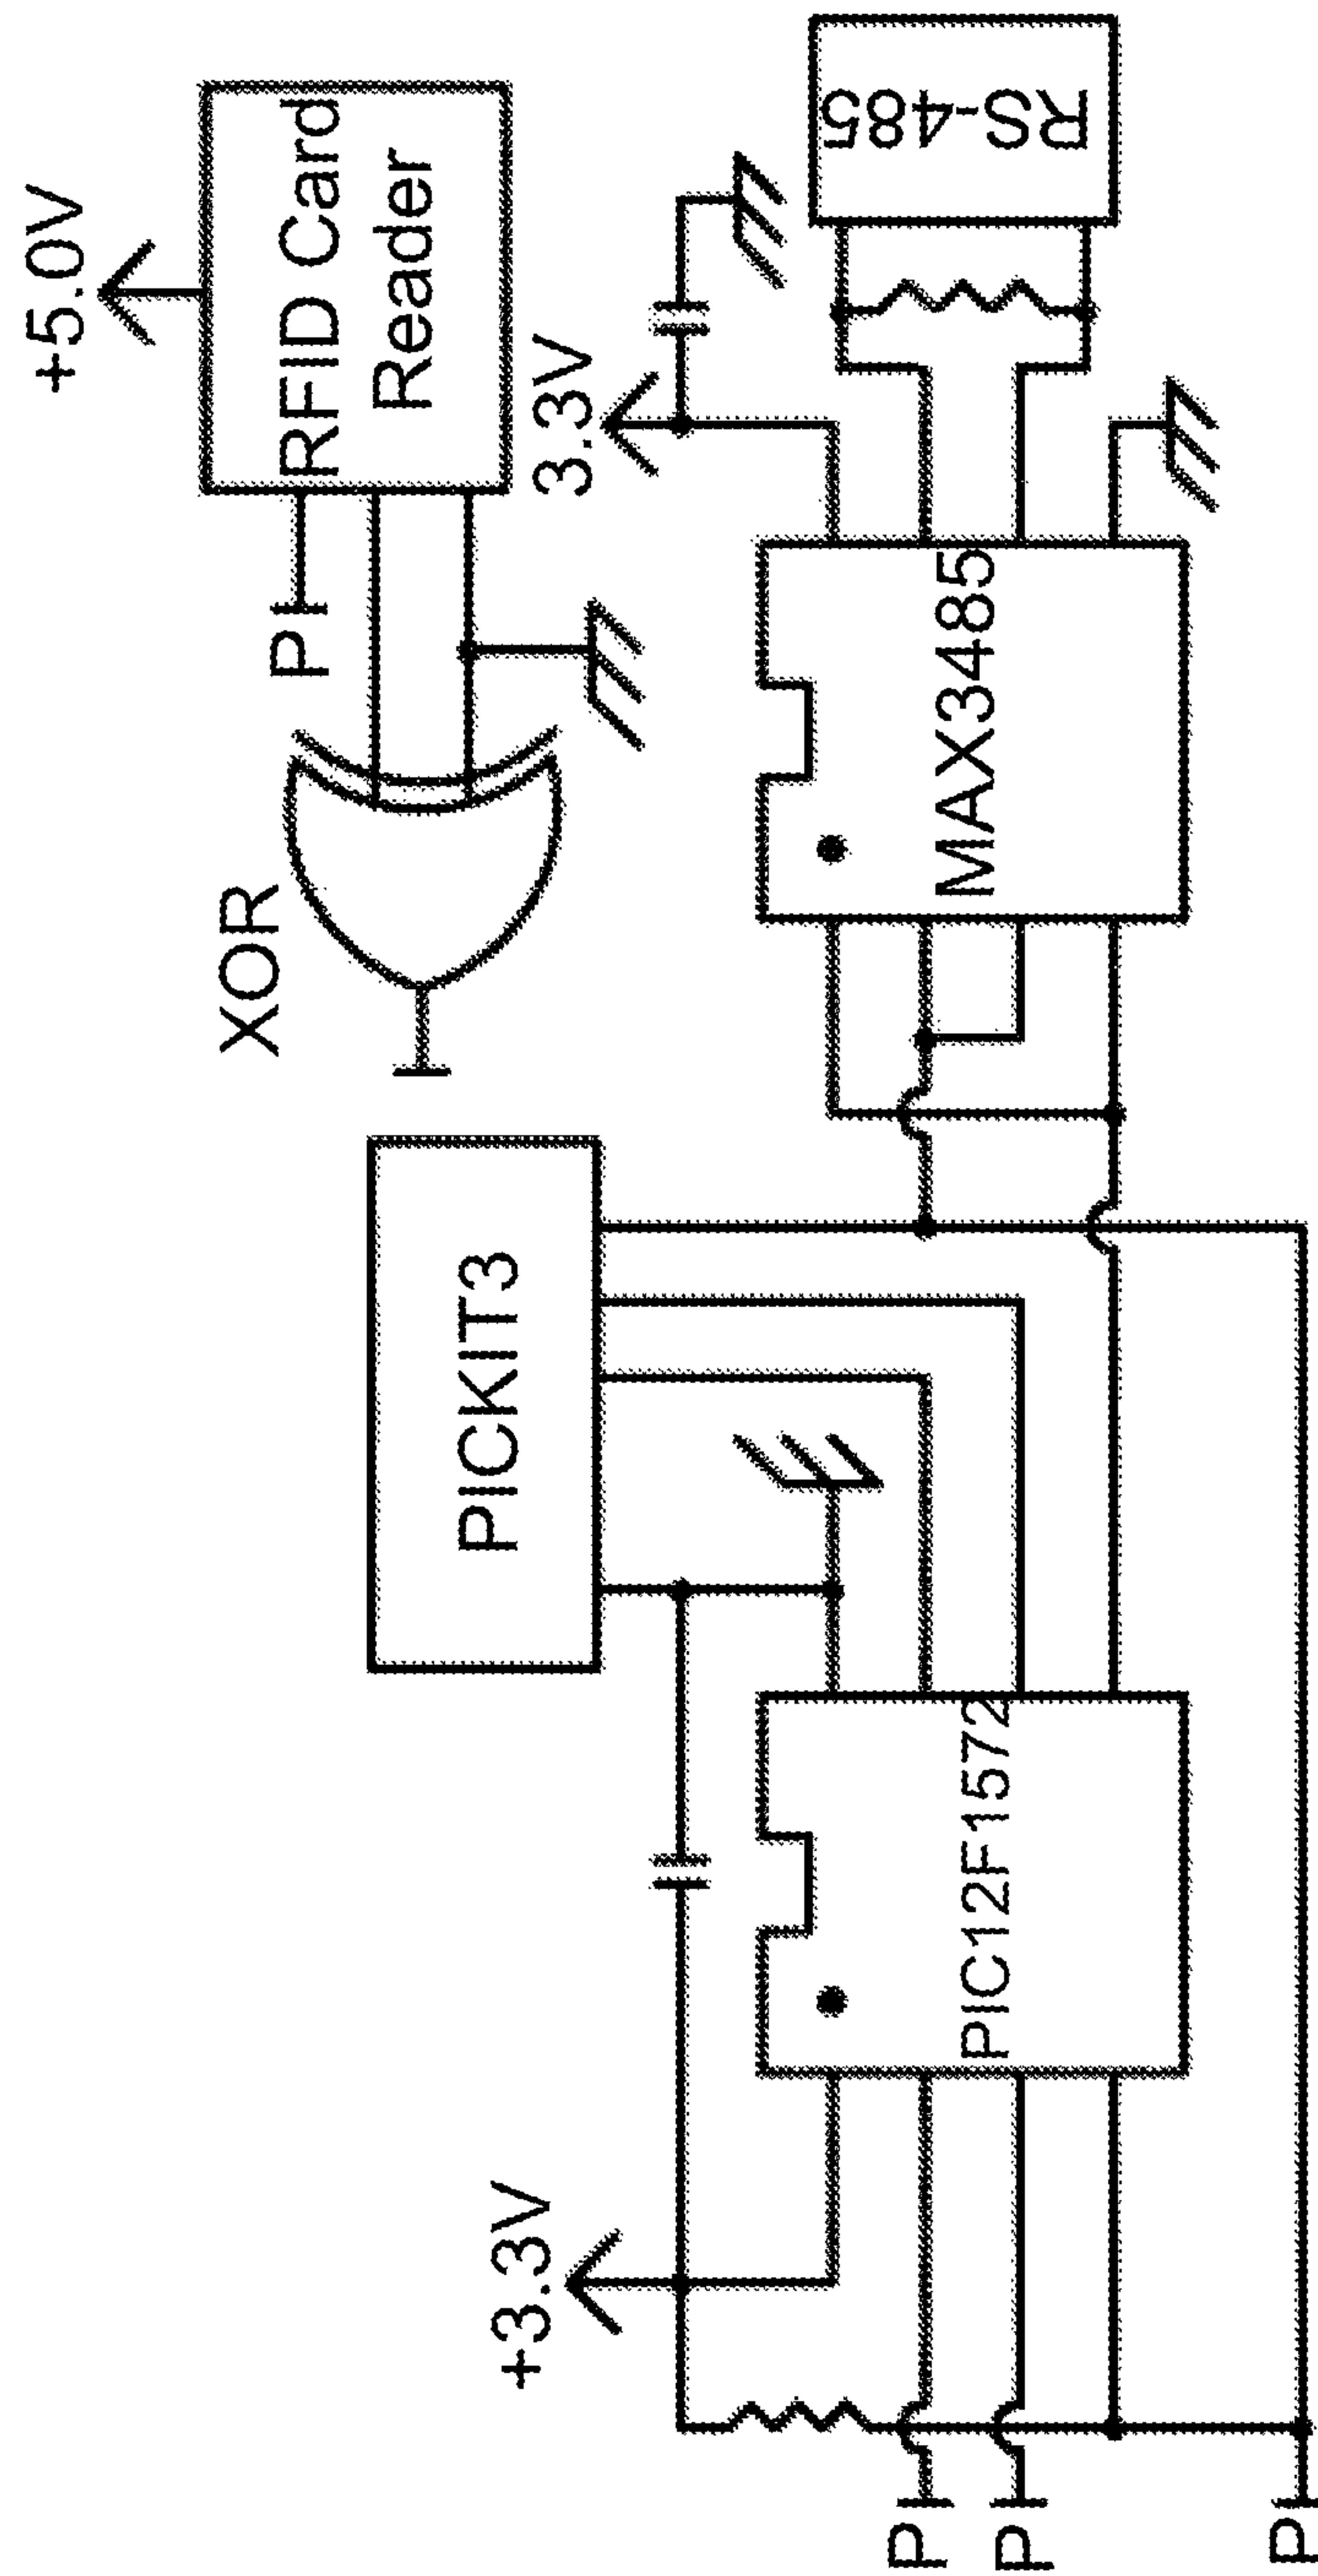 +5.0V
RFID Card
Reader
P
XOR
3.3V
RS-485
PICKIT3
MAX3485
+3.3V
PIC12F1572
P
P
P